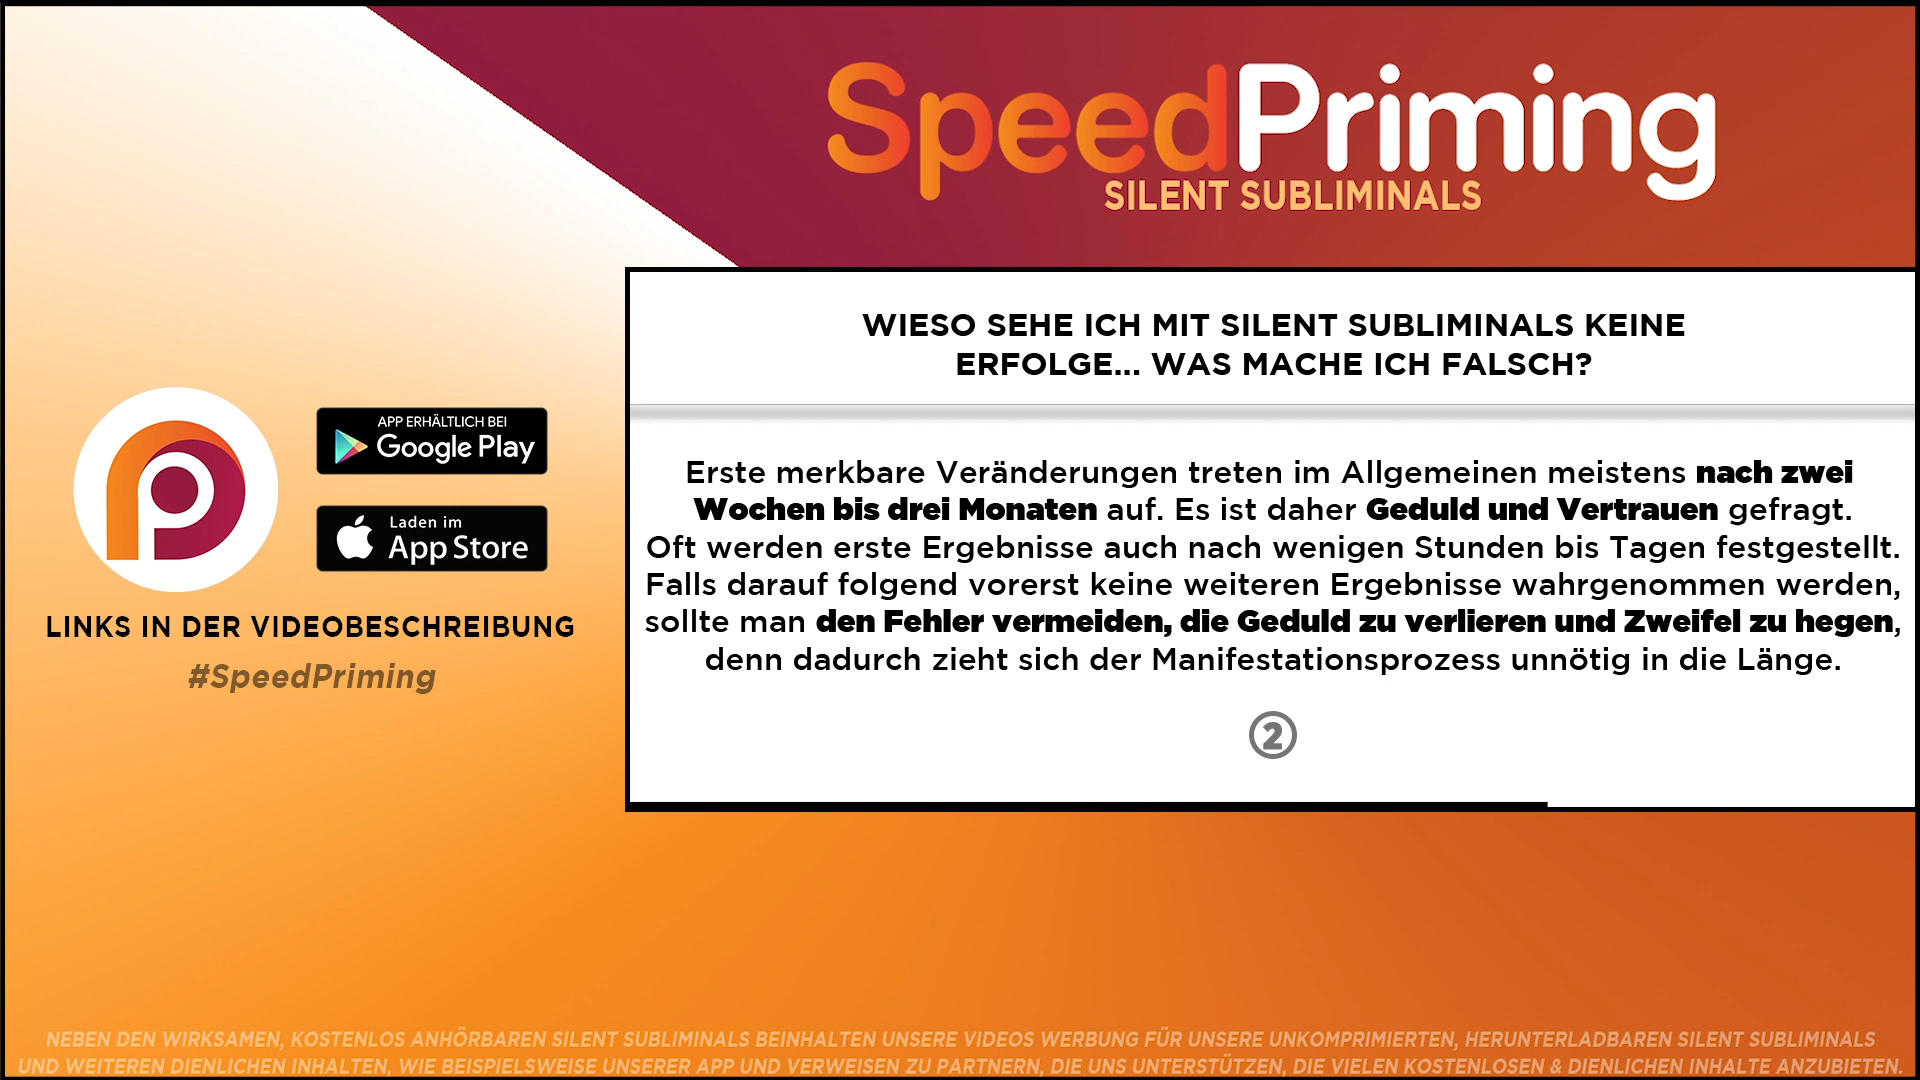 SpeedPriming
SILENT SUBLIMINALS
WIESO SEHE ICH MIT SILENT SUBLIMINALS KEINE
ERFOLGE... WAS MACHE ICH FALSCH?
Erste merkbare Veränderungen treten im Allgemeinen meistens nach zwei
Wochen bis drei Monaten auf. Es ist daher Geduld und Vertrauen gefragt.
Oft werden erste Ergebnisse auch nach wenigen Stunden bis Tagen festgestellt.
Falls darauf folgend vorerst keine weiteren Ergebnisse wahrgenommen werden,
sollte man den Fehler vermeiden, die Geduld zu verlieren und Zweifel zu hegen,
denn dadurch zieht sich der Manifestationsprozess unnötig in die Länge.
2
APP ERHÄLTLICH BEI
Google Play
Laden im
App Store
LINKS IN DER VIDEOBESCHREIBUNG
#SpeedPriming
NEBEN DEN WIRKSAMEN, KOSTENLOS ANHÖRBAREN SILENT SUBLIMINALS BEINHALTEN UNSERE VIDEOS WERBUNG FÜR UNSERE UNKOMPRIMIERTEN, HERUNTERLADBAREN SILENT SUBLIMINALS
UND WEITEREN DIENLICHEN INHALTEN, WIE BEISPIELSWEISE UNSERER APP UND VERWEISEN ZU PARTNERN, DIE UNS UNTERSTÜTZEN, DIE VIELEN KOSTENLOSEN & DIENLICHEN INHALTE ANZUBIETEN.